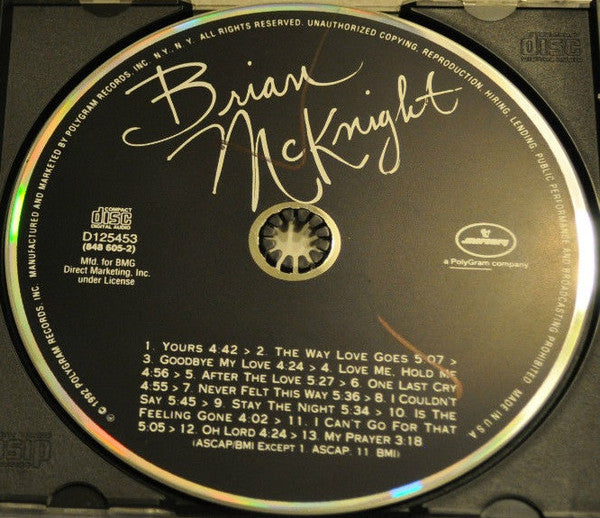 MANUFACTURED AND MARKETED BY POLYGRAM RECORDS, INC. N.Y. N.Y. ALL RIGHTS RESERVED. UNAUTHORIZED COPYING, REPRODUCTION, HIRING, LENDING, PUBLIC PERFORMANCE AND BROADCASTING PROHIBITED. MADE IN U.S.A
Brian
McKnight
COMPACT
disc
DIGITAL AUDIO
D125453
(848 605-2)
Mfd. for BMG
Direct Marketing, Inc.
under License
mercury
a PolyGram company
1. YOURS 4:42 > 2. THE WAY LOVE GOES 5:07 >
3. GOODBYE MY LOVE 4:24 > 4. LOVE ME, HOLD ME
4:56 > 5. AFTER THE LOVE 5:27 > 6. ONE LAST CRY
4:55 > 7. NEVER FELT THIS WAY 5:36 > 8. I COULDN'T
SAY 5:45 > 9. STAY THE NIGHT 5:34 > 10. IS THE
FEELING GONE 4:02 > 11. I CAN'T GO FOR THAT
5:05 > 12. OH LORD 4:24 > 13. MY PRAYER 3:18
(ASCAP/BMI EXCEPT 1. ASCAP, 11. BMI)
℗ © 1992 POLYGRAM RECORDS, INC.
disc